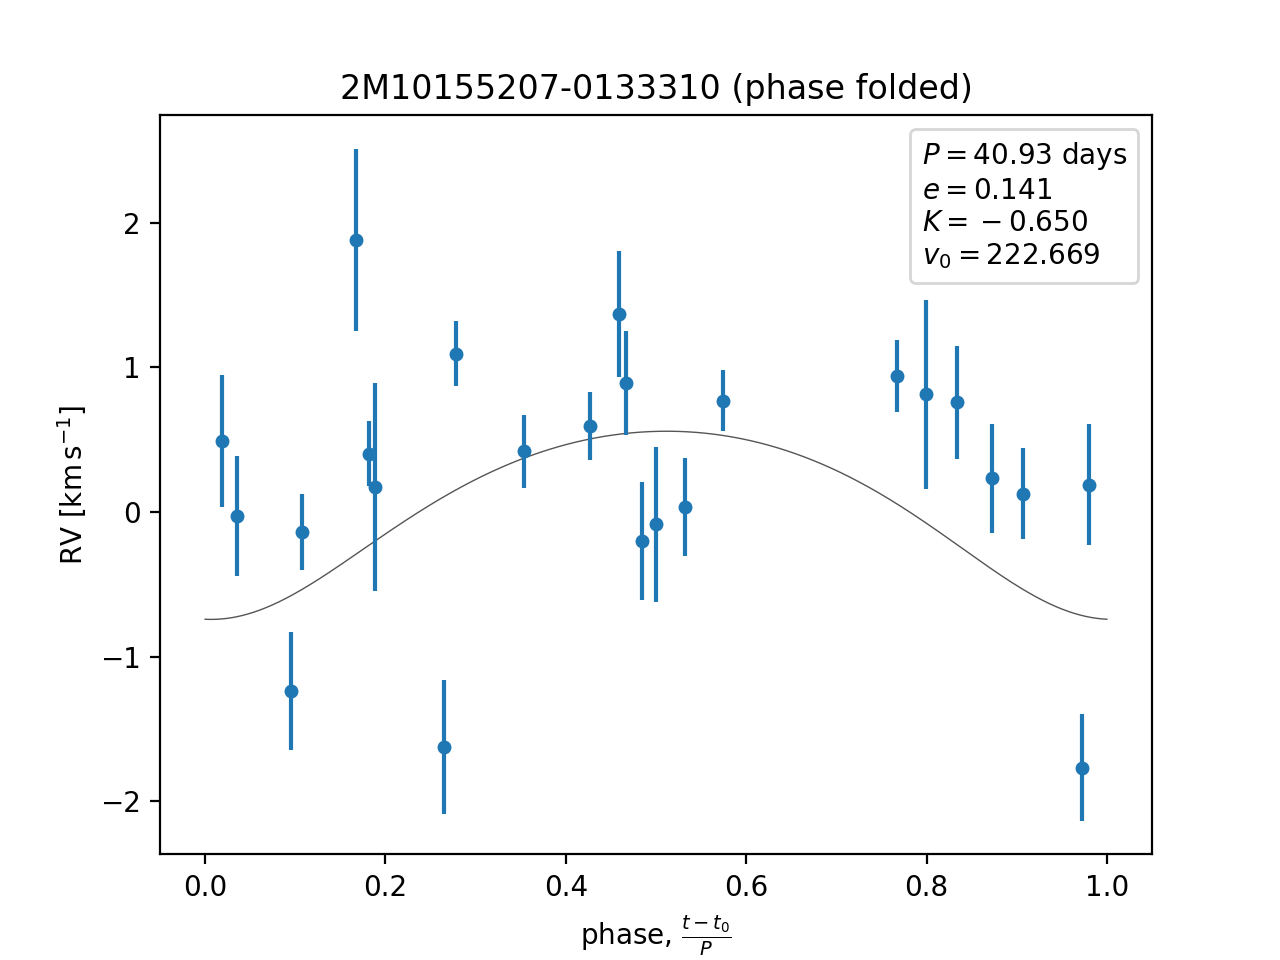 2M10155207-0133310 (phase folded)
P = 40.93 days
e = 0.141
K = −0.650
v₀ = 222.669
2
1
0
−1
−2
RV [km s⁻¹]
0.0 0.2 0.4 0.6 0.8 1.0
phase, (t − t₀)/P